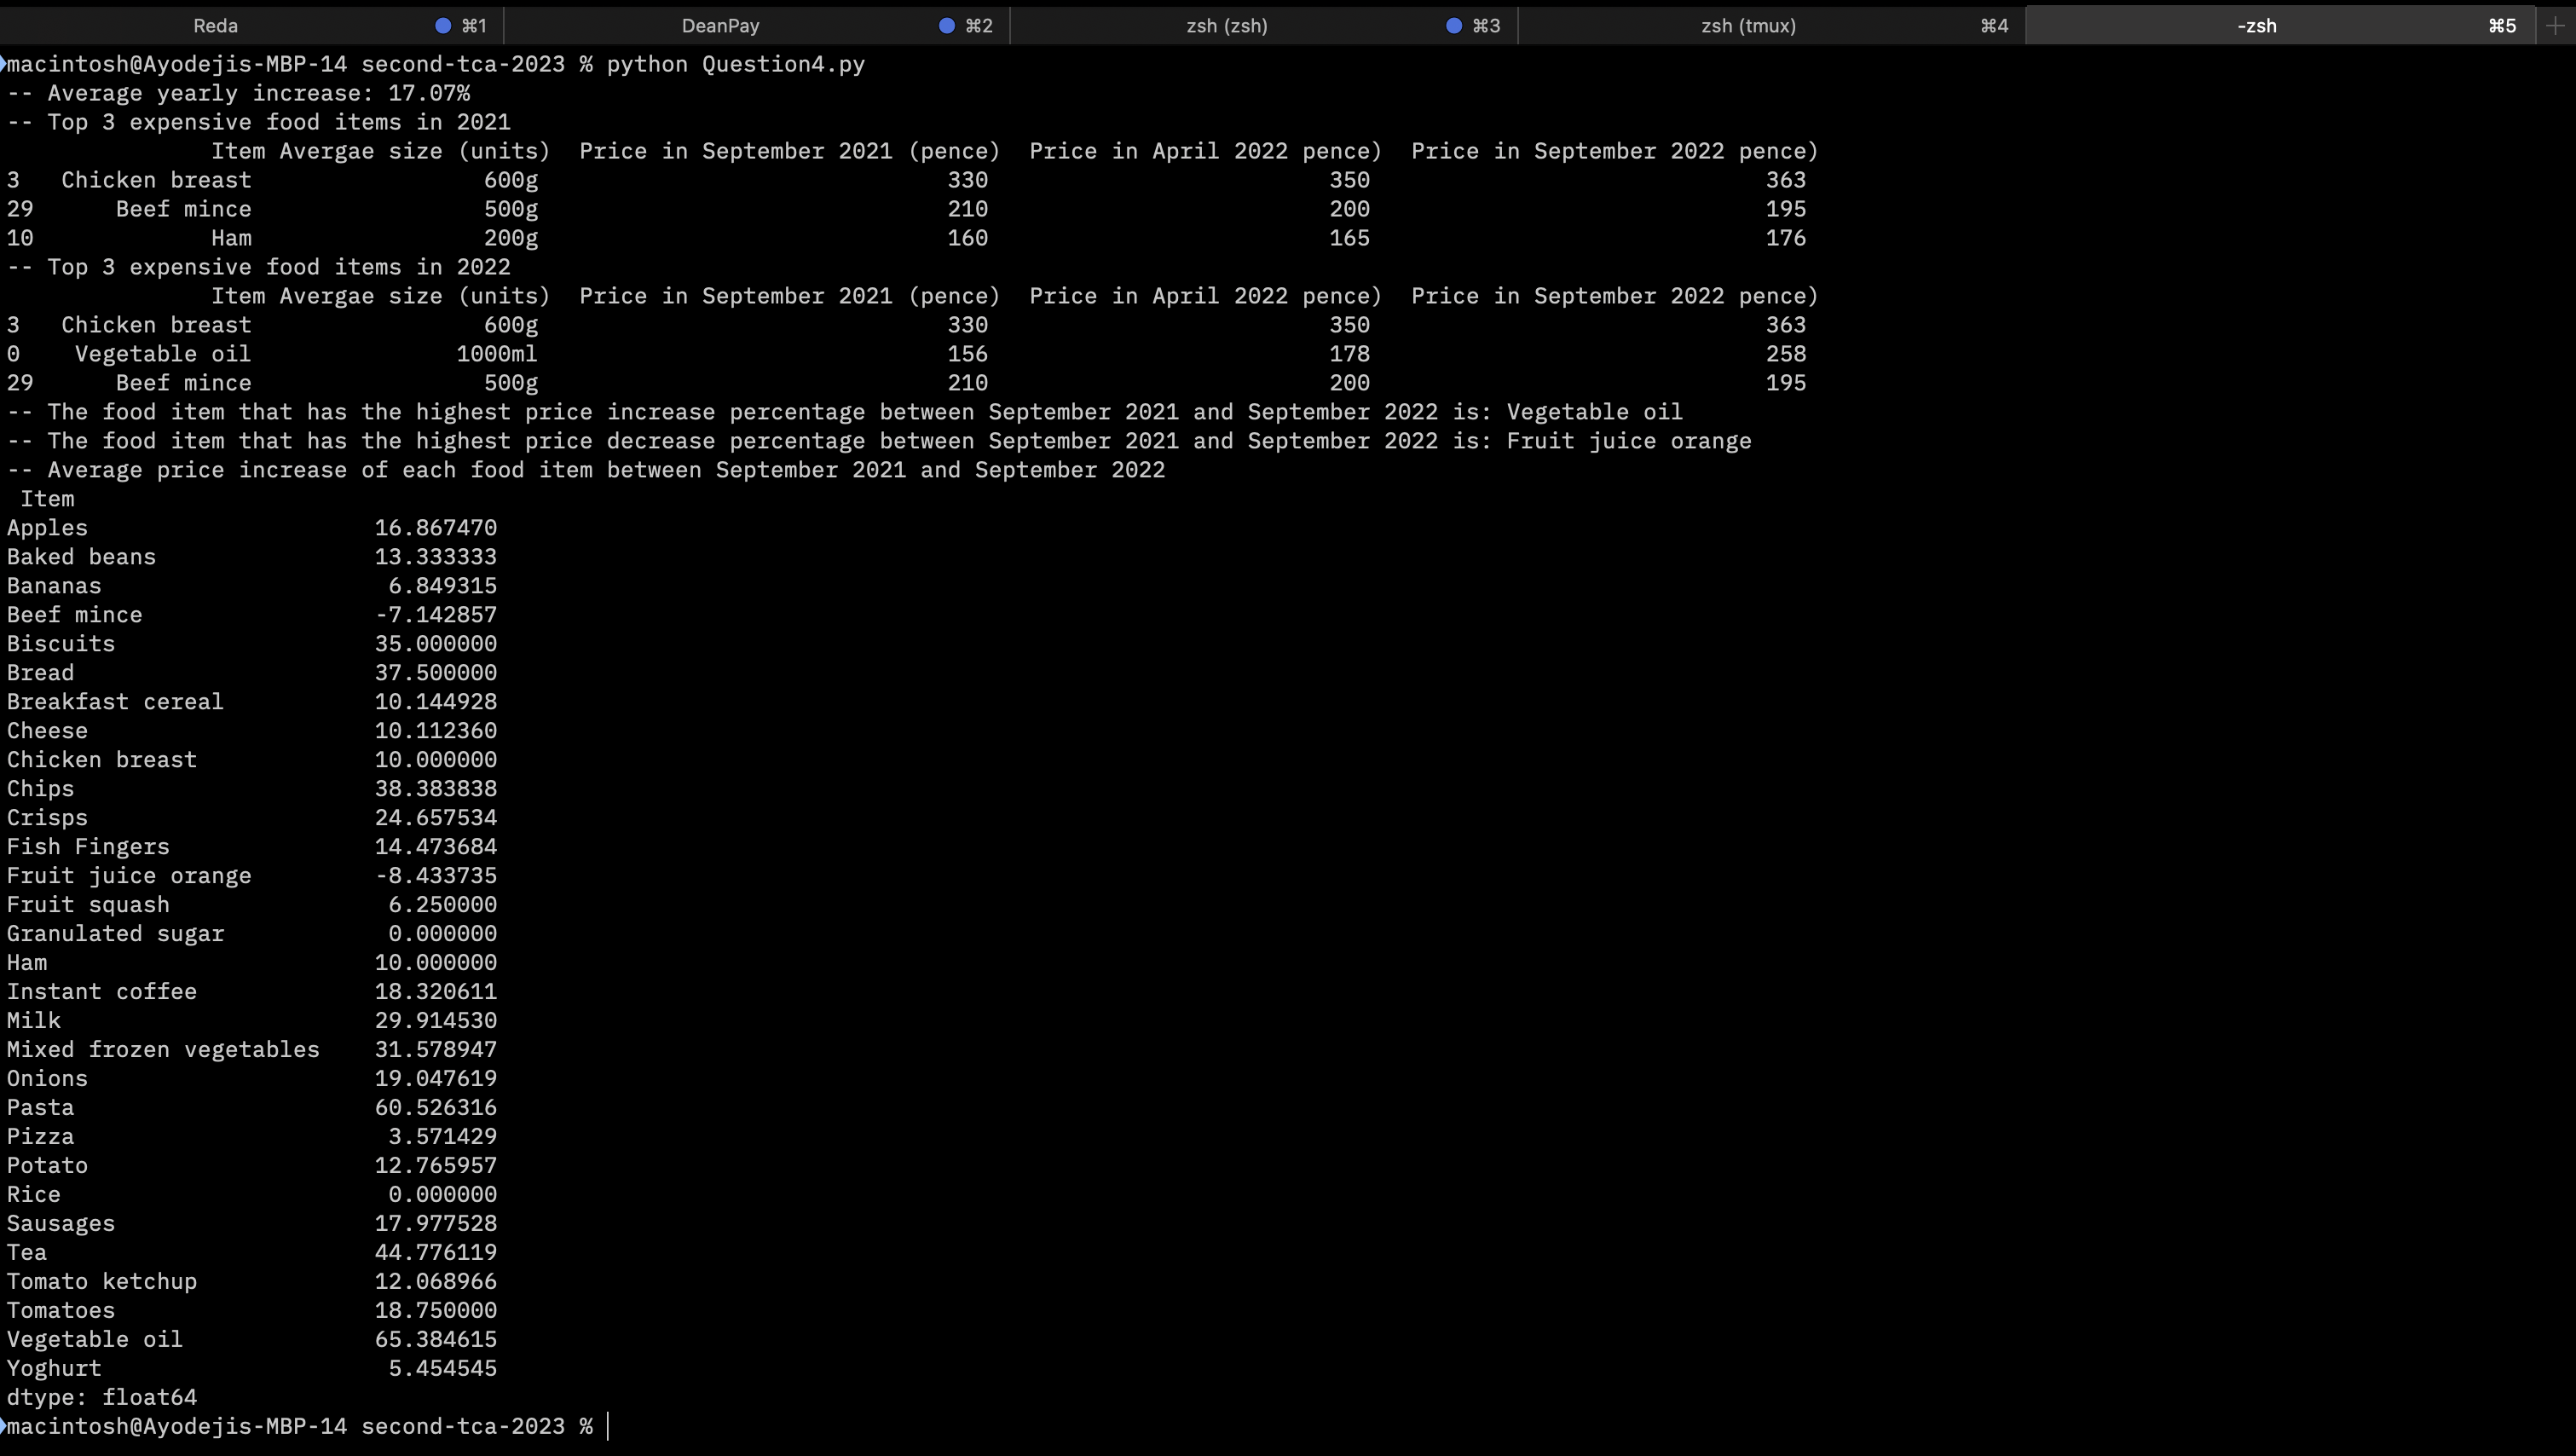 Reda ⌘1 DeanPay ⌘2 zsh (zsh) ⌘3 zsh (tmux) ⌘4 -zsh ⌘5
macintosh@Ayodejis-MBP-14 second-tca-2023 % python Question4.py
-- Average yearly increase: 17.07%
-- Top 3 expensive food items in 2021
Item Avergae size (units) Price in September 2021 (pence) Price in April 2022 pence) Price in September 2022 pence)
3 Chicken breast 600g 330 350 363
29 Beef mince 500g 210 200 195
10 Ham 200g 160 165 176
-- Top 3 expensive food items in 2022
Item Avergae size (units) Price in September 2021 (pence) Price in April 2022 pence) Price in September 2022 pence)
3 Chicken breast 600g 330 350 363
0 Vegetable oil 1000ml 156 178 258
29 Beef mince 500g 210 200 195
-- The food item that has the highest price increase percentage between September 2021 and September 2022 is: Vegetable oil
-- The food item that has the highest price decrease percentage between September 2021 and September 2022 is: Fruit juice orange
-- Average price increase of each food item between September 2021 and September 2022
Item
Apples 16.867470
Baked beans 13.333333
Bananas 6.849315
Beef mince -7.142857
Biscuits 35.000000
Bread 37.500000
Breakfast cereal 10.144928
Cheese 10.112360
Chicken breast 10.000000
Chips 38.383838
Crisps 24.657534
Fish Fingers 14.473684
Fruit juice orange -8.433735
Fruit squash 6.250000
Granulated sugar 0.000000
Ham 10.000000
Instant coffee 18.320611
Milk 29.914530
Mixed frozen vegetables 31.578947
Onions 19.047619
Pasta 60.526316
Pizza 3.571429
Potato 12.765957
Rice 0.000000
Sausages 17.977528
Tea 44.776119
Tomato ketchup 12.068966
Tomatoes 18.750000
Vegetable oil 65.384615
Yoghurt 5.454545
dtype: float64
macintosh@Ayodejis-MBP-14 second-tca-2023 %